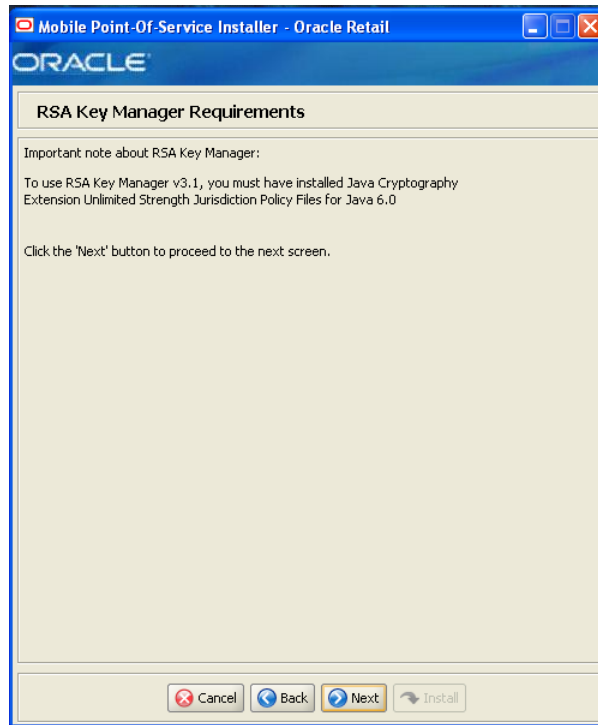 Mobile Point-Of-Service Installer - Oracle Retail
ORACLE
RSA Key Manager Requirements
Important note about RSA Key Manager:
To use RSA Key Manager v3.1, you must have installed Java Cryptography
Extension Unlimited Strength Jurisdiction Policy Files for Java 6.0
Click the 'Next' button to proceed to the next screen.
Cancel Back Next Install